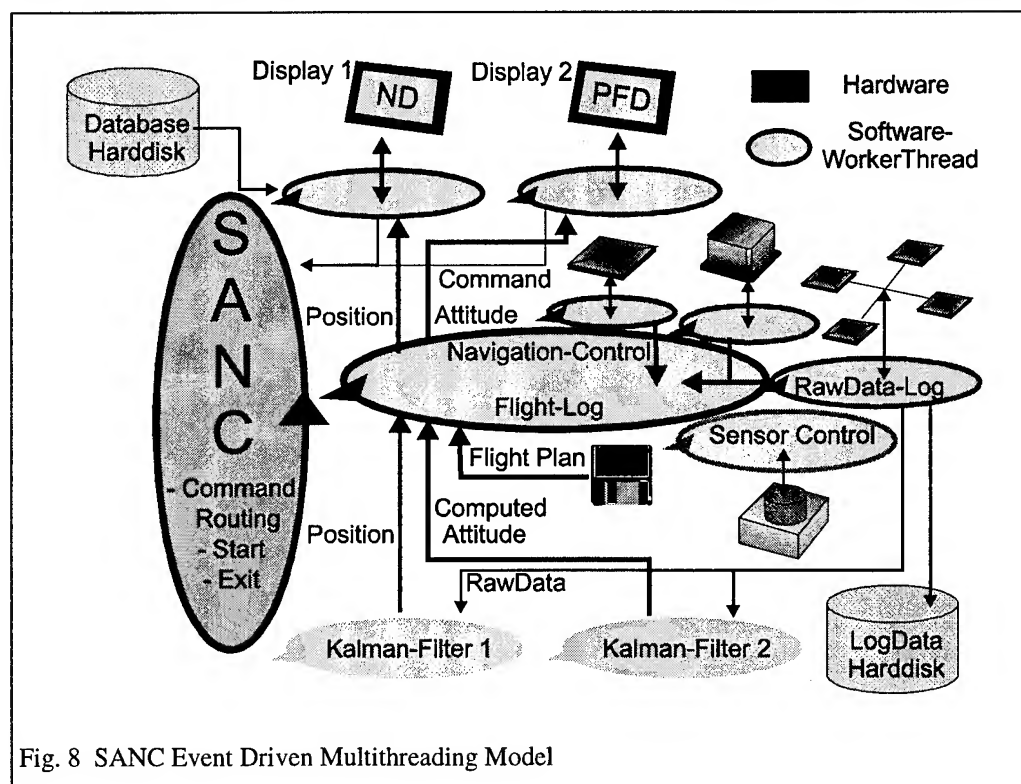 Display 1
ND
Display 2
PFD
Hardware
Software-
WorkerThread
Database
Harddisk
S
A
N
C
- Command
Routing
- Start
- Exit
Command
Position
Attitude
Navigation-Control
Flight-Log
RawData-Log
Sensor Control
Flight Plan
Position
Computed
Attitude
RawData
Kalman-Filter 1
Kalman-Filter 2
LogData
Harddisk
Fig. 8 SANC Event Driven Multithreading Model